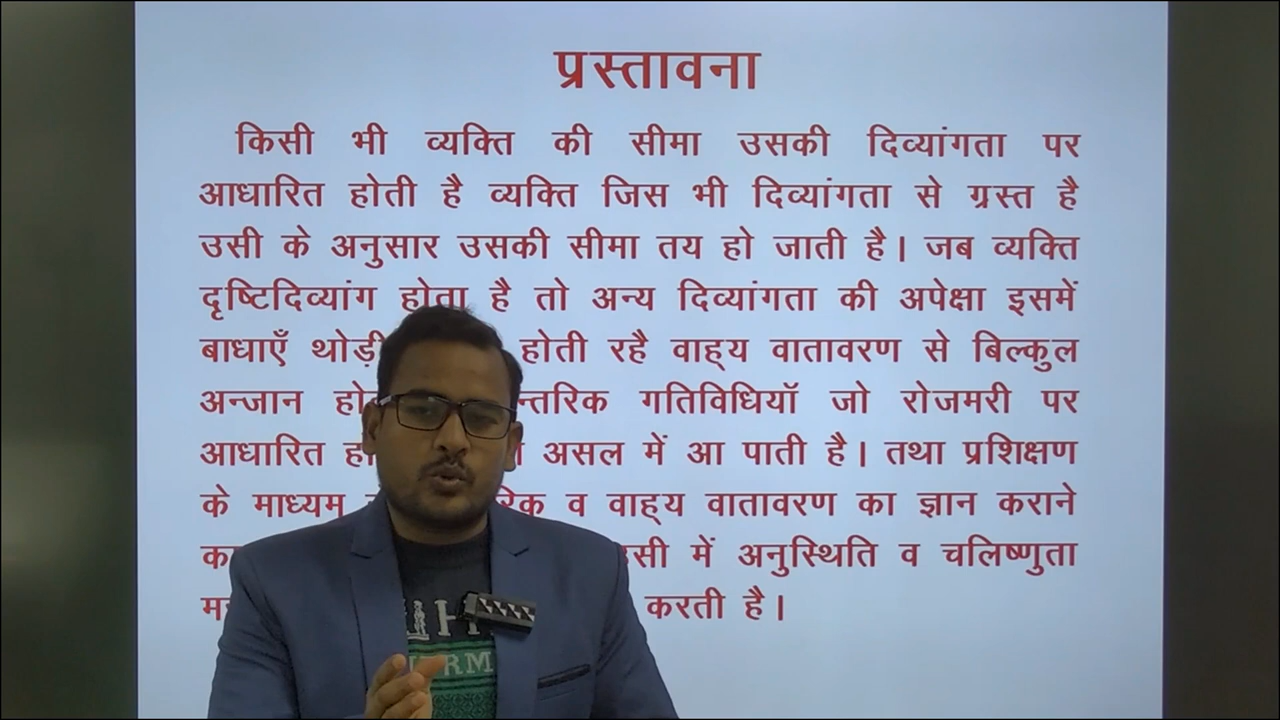 प्रस्तावना
किसी भी व्यक्ति की सीमा उसकी दिव्यांगता पर
आधारित होती है व्यक्ति जिस भी दिव्यांगता से ग्रस्त है
उसी के अनुसार उसकी सीमा तय हो जाती है। जब व्यक्ति
दृष्टिदिव्यांग होता है तो अन्य दिव्यांगता की अपेक्षा इसमें
बाधाएँ होती रहै वाह्य वातावरण से बिल्कुल
अन्जान गतिविधियॉ जो रोजमरी पर
आधारित असल में आ पाती है। तथा प्रशिक्षण
के माध्यम व वाह्य वातावरण का ज्ञान कराने
में अनुस्थिति व चलिष्णुता
करती है।